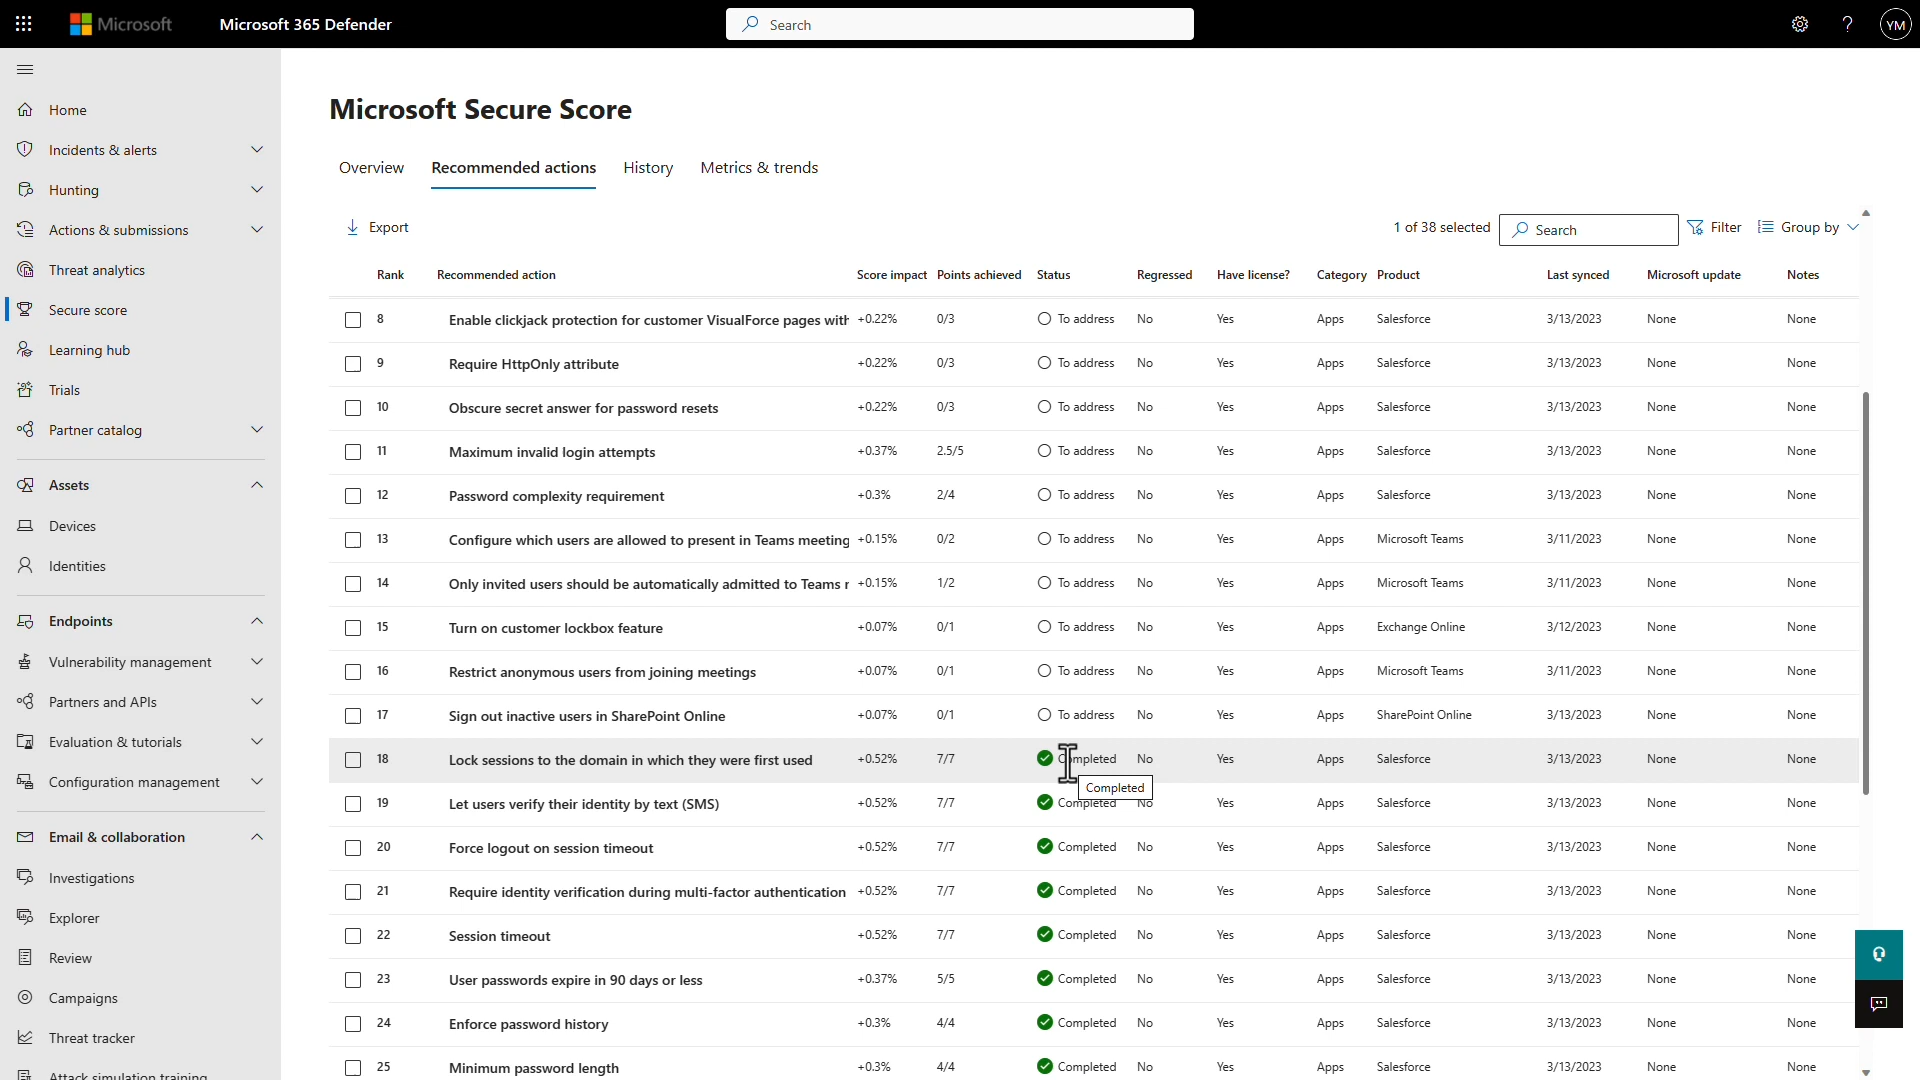 Microsoft Microsoft 365 Defender Search YM
Home
Incidents & alerts
Hunting
Actions & submissions
Threat analytics
Secure score
Learning hub
Trials
Partner catalog
Assets
Devices
Identities
Endpoints
Vulnerability management
Partners and APIs
Evaluation & tutorials
Configuration management
Email & collaboration
Investigations
Explorer
Review
Campaigns
Threat tracker
Attack simulation training
Microsoft Secure Score
Overview Recommended actions History Metrics & trends
Export 1 of 38 selected Search Filter Group by
Rank Recommended action Score impact Points achieved Status Regressed Have license? Category Product Last synced Microsoft update Notes
8 Enable clickjack protection for customer VisualForce pages with +0.22% 0/3 To address No Yes Apps Salesforce 3/13/2023 None None
9 Require HttpOnly attribute +0.22% 0/3 To address No Yes Apps Salesforce 3/13/2023 None None
10 Obscure secret answer for password resets +0.22% 0/3 To address No Yes Apps Salesforce 3/13/2023 None None
11 Maximum invalid login attempts +0.37% 2.5/5 To address No Yes Apps Salesforce 3/13/2023 None None
12 Password complexity requirement +0.3% 2/4 To address No Yes Apps Salesforce 3/13/2023 None None
13 Configure which users are allowed to present in Teams meeting +0.15% 0/2 To address No Yes Apps Microsoft Teams 3/11/2023 None None
14 Only invited users should be automatically admitted to Teams +0.15% 1/2 To address No Yes Apps Microsoft Teams 3/11/2023 None None
15 Turn on customer lockbox feature +0.07% 0/1 To address No Yes Apps Exchange Online 3/12/2023 None None
16 Restrict anonymous users from joining meetings +0.07% 0/1 To address No Yes Apps Microsoft Teams 3/11/2023 None None
17 Sign out inactive users in SharePoint Online +0.07% 0/1 To address No Yes Apps SharePoint Online 3/13/2023 None None
18 Lock sessions to the domain in which they were first used +0.52% 7/7 Completed No Yes Apps Salesforce 3/13/2023 None None
Completed
19 Let users verify their identity by text (SMS) +0.52% 7/7 Completed No Yes Apps Salesforce 3/13/2023 None None
20 Force logout on session timeout +0.52% 7/7 Completed No Yes Apps Salesforce 3/13/2023 None None
21 Require identity verification during multi-factor authentication +0.52% 7/7 Completed No Yes Apps Salesforce 3/13/2023 None None
22 Session timeout +0.52% 7/7 Completed No Yes Apps Salesforce 3/13/2023 None None
23 User passwords expire in 90 days or less +0.37% 5/5 Completed No Yes Apps Salesforce 3/13/2023 None None
24 Enforce password history +0.3% 4/4 Completed No Yes Apps Salesforce 3/13/2023 None None
25 Minimum password length +0.3% 4/4 Completed No Yes Apps Salesforce 3/13/2023 None None